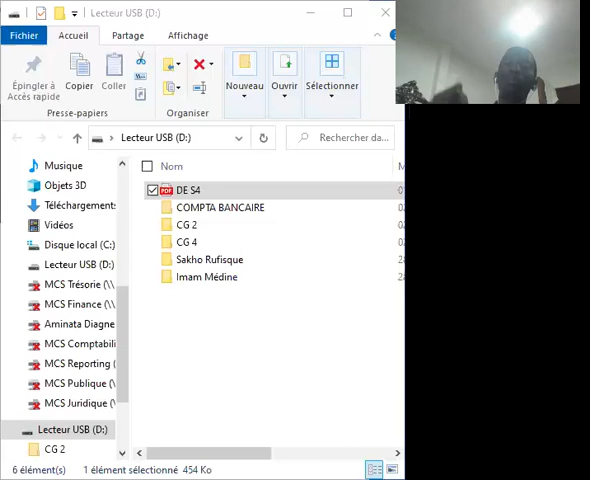 Lecteur USB (D:)
Fichier Accueil Partage Affichage
Épingler à Accès rapide
Copier
Coller
Nouveau
Ouvrir
Sélectionner
Presse-papiers
Organiser
Lecteur USB (D:)
Rechercher da...
Musique
Objets 3D
Téléchargement:
Vidéos
Disque local (C:)
Lecteur USB (D:)
MCS Trésorie (\\
MCS Finance (\\
Aminata Diagne
MCS Comptabili
MCS Reporting (
MCS Publique (\\
MCS Juridique (\
Lecteur USB (D:)
CG 2
Nom
PDF DE S4
COMPTA BANCAIRE
CG 2
CG 4
Sakho Rufisque
Imam Médine
6 élément(s) 1 élément sélectionné 454 Ko